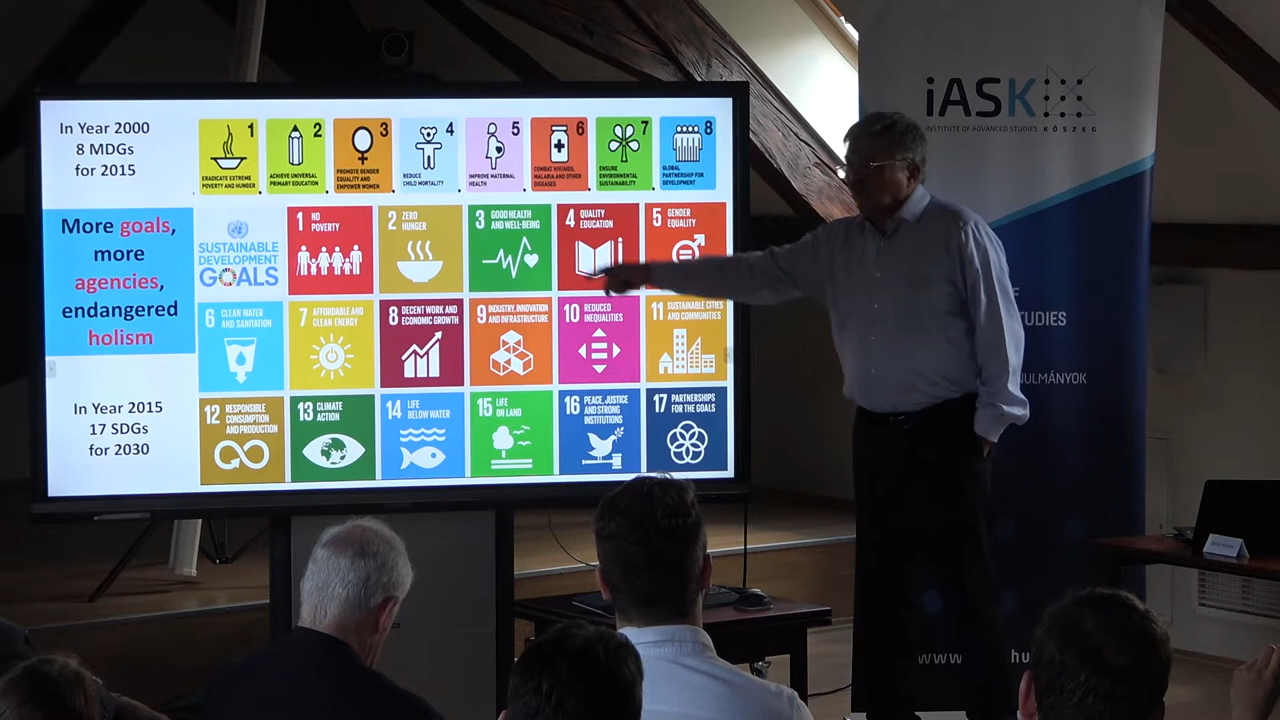 In Year 2000
8 MDGs
for 2015
1
ERADICATE EXTREME
POVERTY AND HUNGER
2
ACHIEVE UNIVERSAL
PRIMARY EDUCATION
3
PROMOTE GENDER
EQUALITY AND
EMPOWER WOMEN
4
REDUCE
CHILD MORTALITY
5
IMPROVE MATERNAL
HEALTH
6
COMBAT HIV/AIDS,
MALARIA AND OTHER
DISEASES
7
ENSURE
ENVIRONMENTAL
SUSTAINABILITY
8
GLOBAL
PARTNERSHIP FOR
DEVELOPMENT
More goals,
more
agencies,
endangered
holism
SUSTAINABLE
DEVELOPMENT
GOALS
1 NO
POVERTY
2 ZERO
HUNGER
3 GOOD HEALTH
AND WELL-BEING
4 QUALITY
EDUCATION
5 GENDER
EQUALITY
6 CLEAN WATER
AND SANITATION
7 AFFORDABLE AND
CLEAN ENERGY
8 DECENT WORK AND
ECONOMIC GROWTH
9 INDUSTRY, INNOVATION
AND INFRASTRUCTURE
10 REDUCED
INEQUALITIES
11 SUSTAINABLE CITIES
AND COMMUNITIES
In Year 2015
17 SDGs
for 2030
12 RESPONSIBLE
CONSUMPTION
AND PRODUCTION
13 CLIMATE
ACTION
14 LIFE
BELOW WATER
15 LIFE
ON LAND
16 PEACE, JUSTICE
AND STRONG
INSTITUTIONS
17 PARTNERSHIPS
FOR THE GOALS
iASK
INSTITUTE OF ADVANCED STUDIES KŐSZEG
F
TUDIES
NULMÁNYOK
www hu